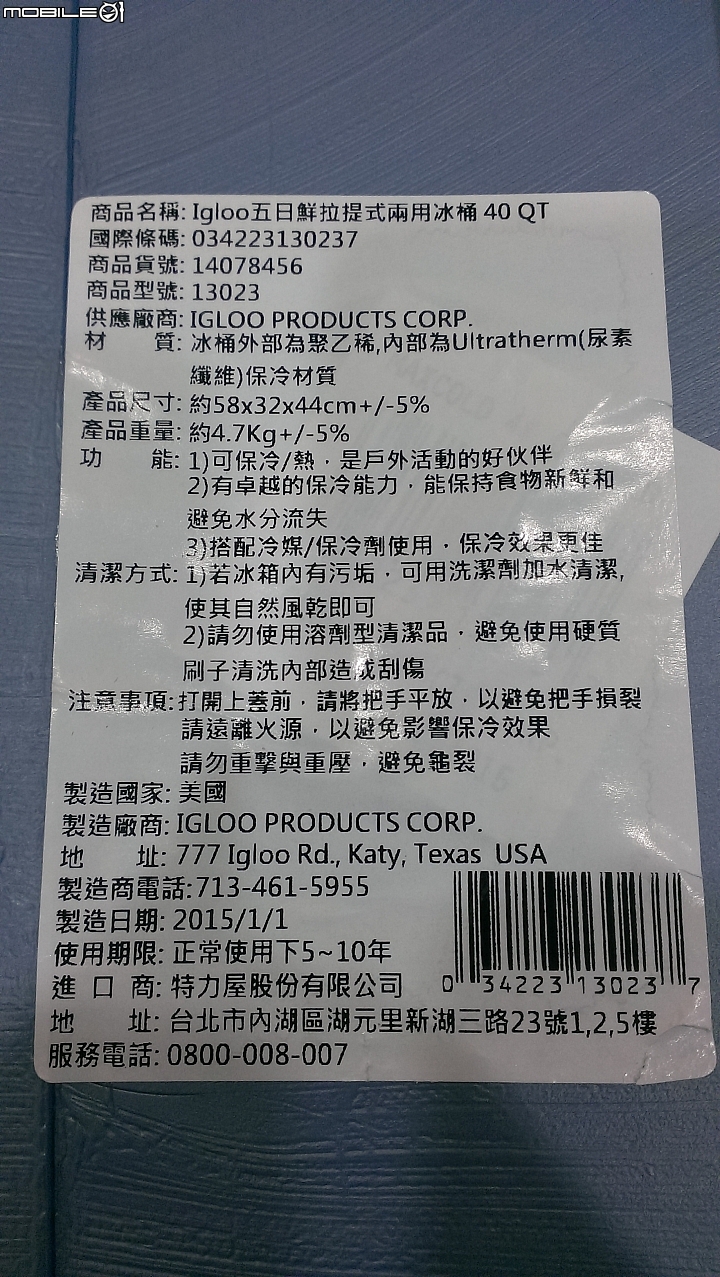 MOBILE01
商品名稱: Igloo五日鮮拉提式兩用冰桶 40 QT
國際條碼: 034223130237
商品貨號: 14078456
商品型號: 13023
供應廠商: IGLOO PRODUCTS CORP.
材 質: 冰桶外部為聚乙稀,內部為Ultratherm(尿素
纖維)保冷材質
產品尺寸: 約58x32x44cm+/-5%
產品重量: 約4.7Kg+/-5%
功 能: 1)可保冷/熱，是戶外活動的好伙伴
2)有卓越的保冷能力，能保持食物新鮮和
避免水分流失
3)搭配冷媒/保冷劑使用，保冷效果更佳
清潔方式: 1)若冰箱內有污垢，可用洗潔劑加水清潔,
使其自然風乾即可
2)請勿使用溶劑型清潔品，避免使用硬質
刷子清洗內部造成刮傷
注意事項:打開上蓋前，請將把手平放，以避免把手損裂
請遠離火源，以避免影響保冷效果
請勿重擊與重壓，避免龜裂
製造國家: 美國
製造廠商: IGLOO PRODUCTS CORP.
地 址: 777 Igloo Rd., Katy, Texas USA
製造商電話:713-461-5955
製造日期: 2015/1/1
使用期限: 正常使用下5~10年
進 口 商: 特力屋股份有限公司
0 34223 13023 7
地 址: 台北市內湖區湖元里新湖三路23號1,2,5樓
服務電話: 0800-008-007